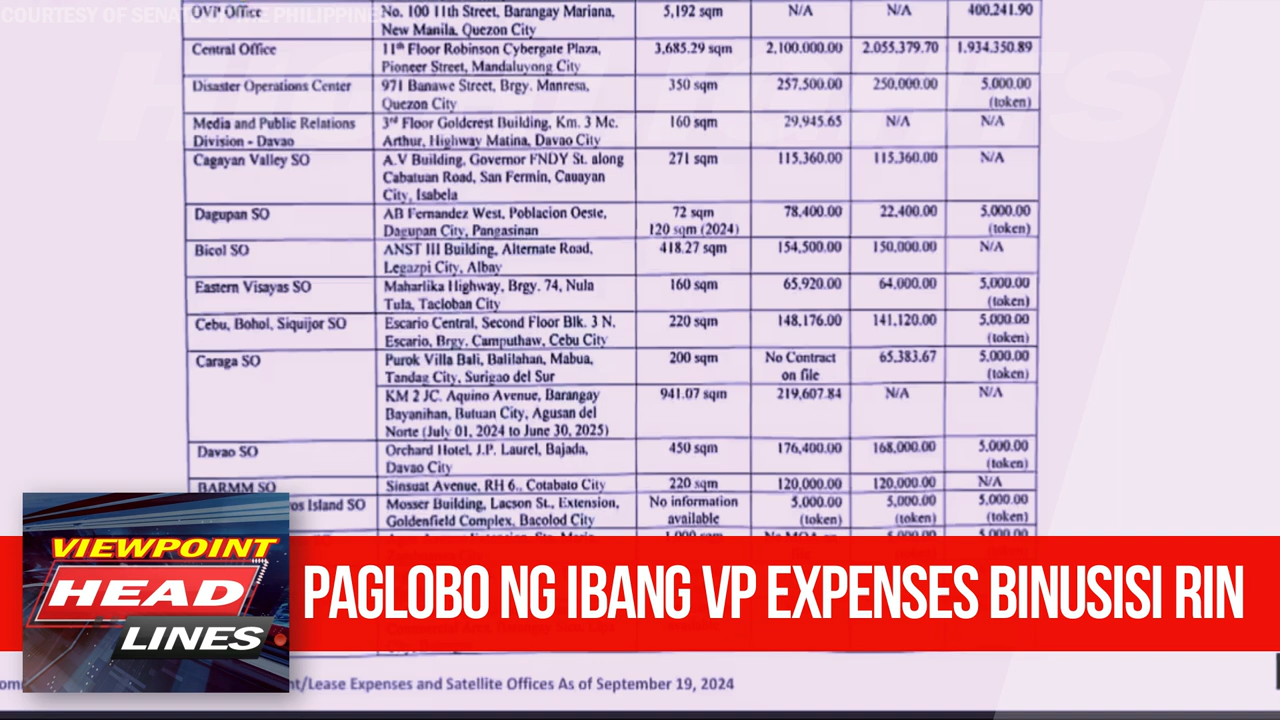 COURTESY OF SENATE OF THE PHILIPPINES
OVP Office No. 100 11th Street, Barangay Mariana, 5,192 sqm N/A N/A 400,241.90
New Manila, Quezon City
Central Office 11th Floor Robinson Cybergate Plaza, 3,685.29 sqm 2,100,000.00 2,055,379.70 1,934,350.89
Pioneer Street, Mandaluyong City
Disaster Operations Center 971 Banawe Street, Brgy. Manresa, 350 sqm 257,500.00 250,000.00 5,000.00
Quezon City (token)
Media and Public Relations 3rd Floor Goldcrest Building, Km. 3 Mc. 160 sqm 29,945.65 N/A N/A
Division - Davao Arthur, Highway Matina, Davao City
Cagayan Valley SO A.V Building, Governor FNDY St. along 271 sqm 115,360.00 115,360.00 N/A
Cabatuan Road, San Fermin, Cauayan
City, Isabela
Dagupan SO AB Fernandez West, Poblacion Oeste, 72 sqm 78,400.00 22,400.00 5,000.00
Dagupan City, Pangasinan 120 sqm (2024) (token)
Bicol SO ANST III Building, Alternate Road, 418.27 sqm 154,500.00 150,000.00 N/A
Legazpi City, Albay
Eastern Visayas SO Maharlika Highway, Brgy. 74, Nula 160 sqm 65,920.00 64,000.00 5,000.00
Tula, Tacloban City (token)
Cebu, Bohol, Siquijor SO Escario Central, Second Floor Blk. 3 N. 220 sqm 148,176.00 141,120.00 5,000.00
Escario, Brgy. Camputhaw, Cebu City (token)
Caraga SO Purok Villa Bali, Balilahan, Mabua, 200 sqm No Contract 65,383.67 5,000.00
Tandag City, Surigao del Sur on file (token)
KM 2 JC. Aquino Avenue, Barangay 941.07 sqm 219,607.84 N/A N/A
Bayanihan, Butuan City, Agusan del
Norte (July 01, 2024 to June 30, 2025)
Davao SO Orchard Hotel, J.P. Laurel, Bajada, 450 sqm 176,400.00 168,000.00 5,000.00
Davao City (token)
BARMM SO Sinsuat Avenue, RH 6., Cotabato City 220 sqm 120,000.00 120,000.00 N/A
os Island SO Mosser Building, Lacson St., Extension, No information 5,000.00 5,000.00 5,000.00
Goldenfield Complex, Bacolod City available (token) (token) (token)
VIEWPOINT
HEAD
LINES
PAGLOBO NG IBANG VP EXPENSES BINUSISI RIN
nt/Lease Expenses and Satellite Offices As of September 19, 2024